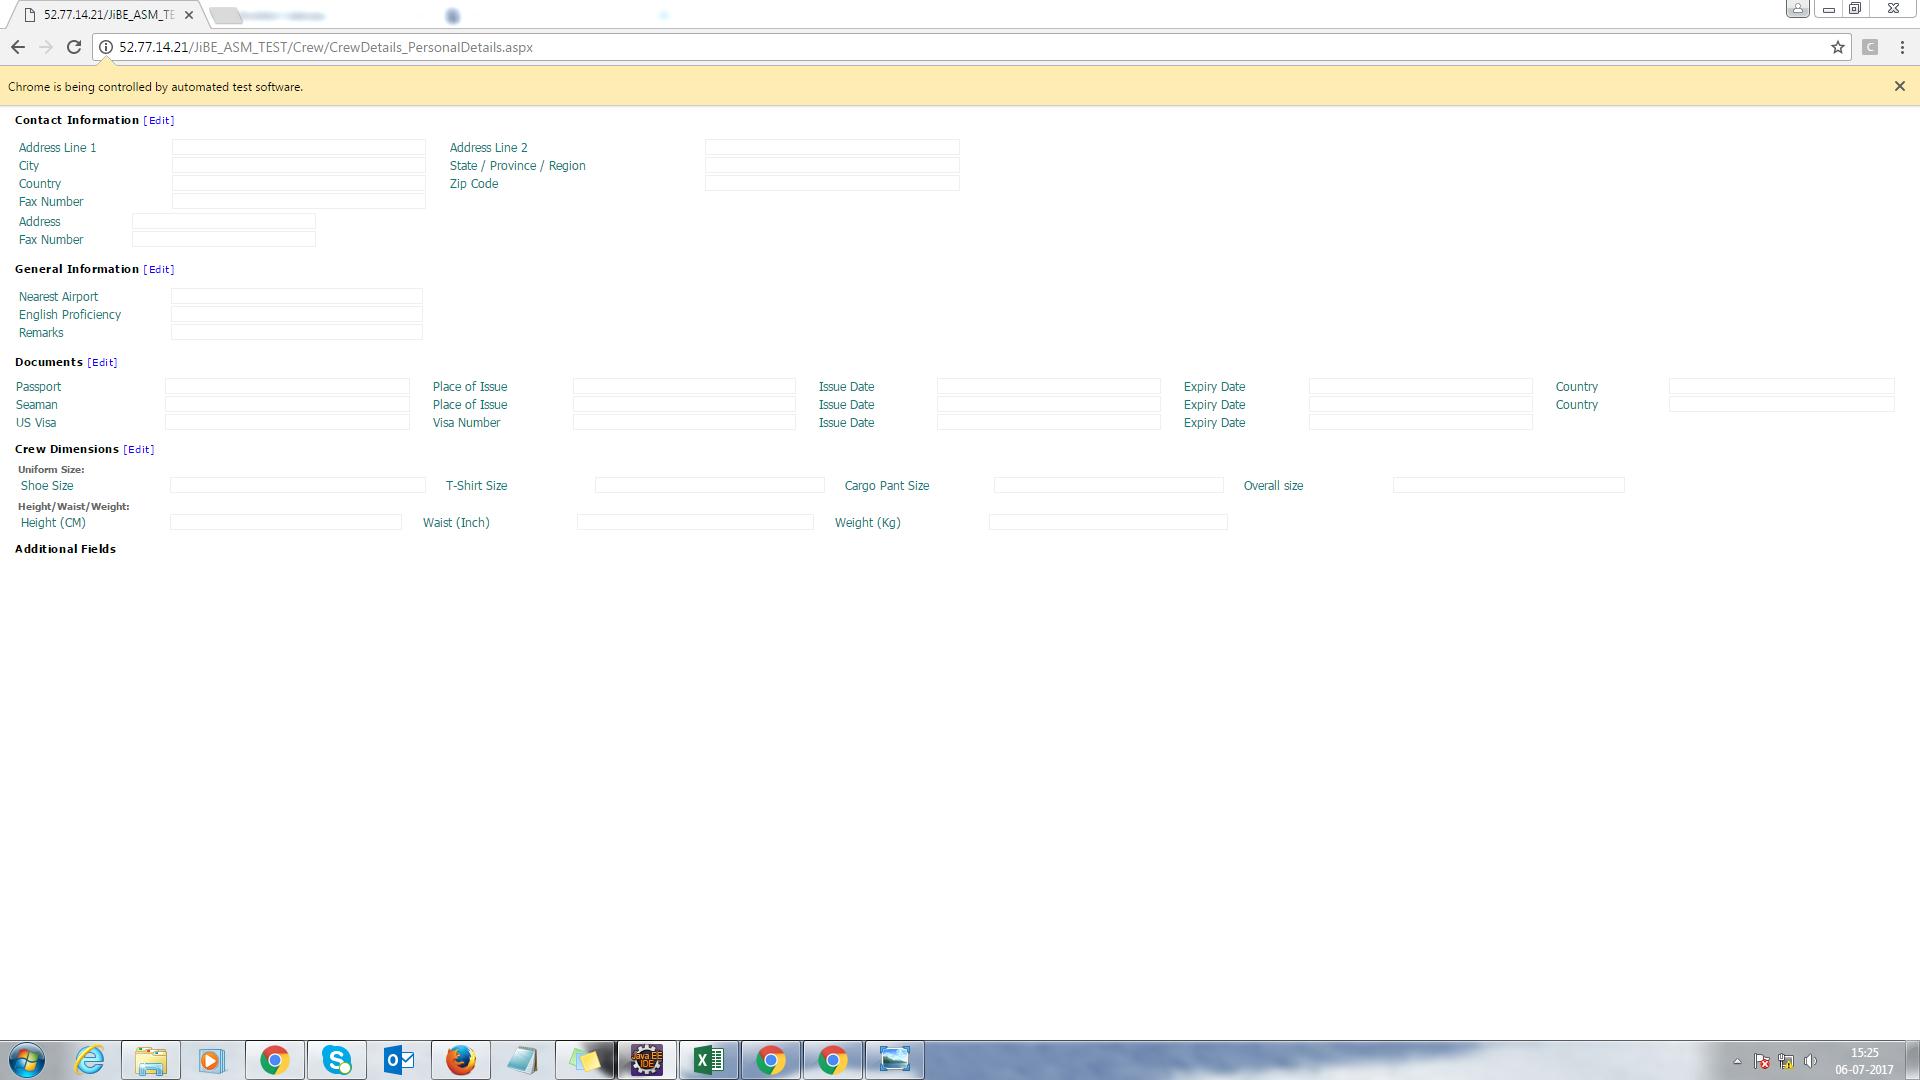 52.77.14.21/JiBE_ASM_TE
52.77.14.21/JiBE_ASM_TEST/Crew/CrewDetails_PersonalDetails.aspx
C
Chrome is being controlled by automated test software.
Contact Information [Edit]
Address Line 1 Address Line 2
City State / Province / Region
Country Zip Code
Fax Number
Address
Fax Number
General Information [Edit]
Nearest Airport
English Proficiency
Remarks
Documents [Edit]
Passport Place of Issue Issue Date Expiry Date Country
Seaman Place of Issue Issue Date Expiry Date Country
US Visa Visa Number Issue Date Expiry Date
Crew Dimensions [Edit]
Uniform Size:
Shoe Size T-Shirt Size Cargo Pant Size Overall size
Height/Waist/Weight:
Height (CM) Waist (Inch) Weight (Kg)
Additional Fields
Java EE
IDE
15:25
06-07-2017